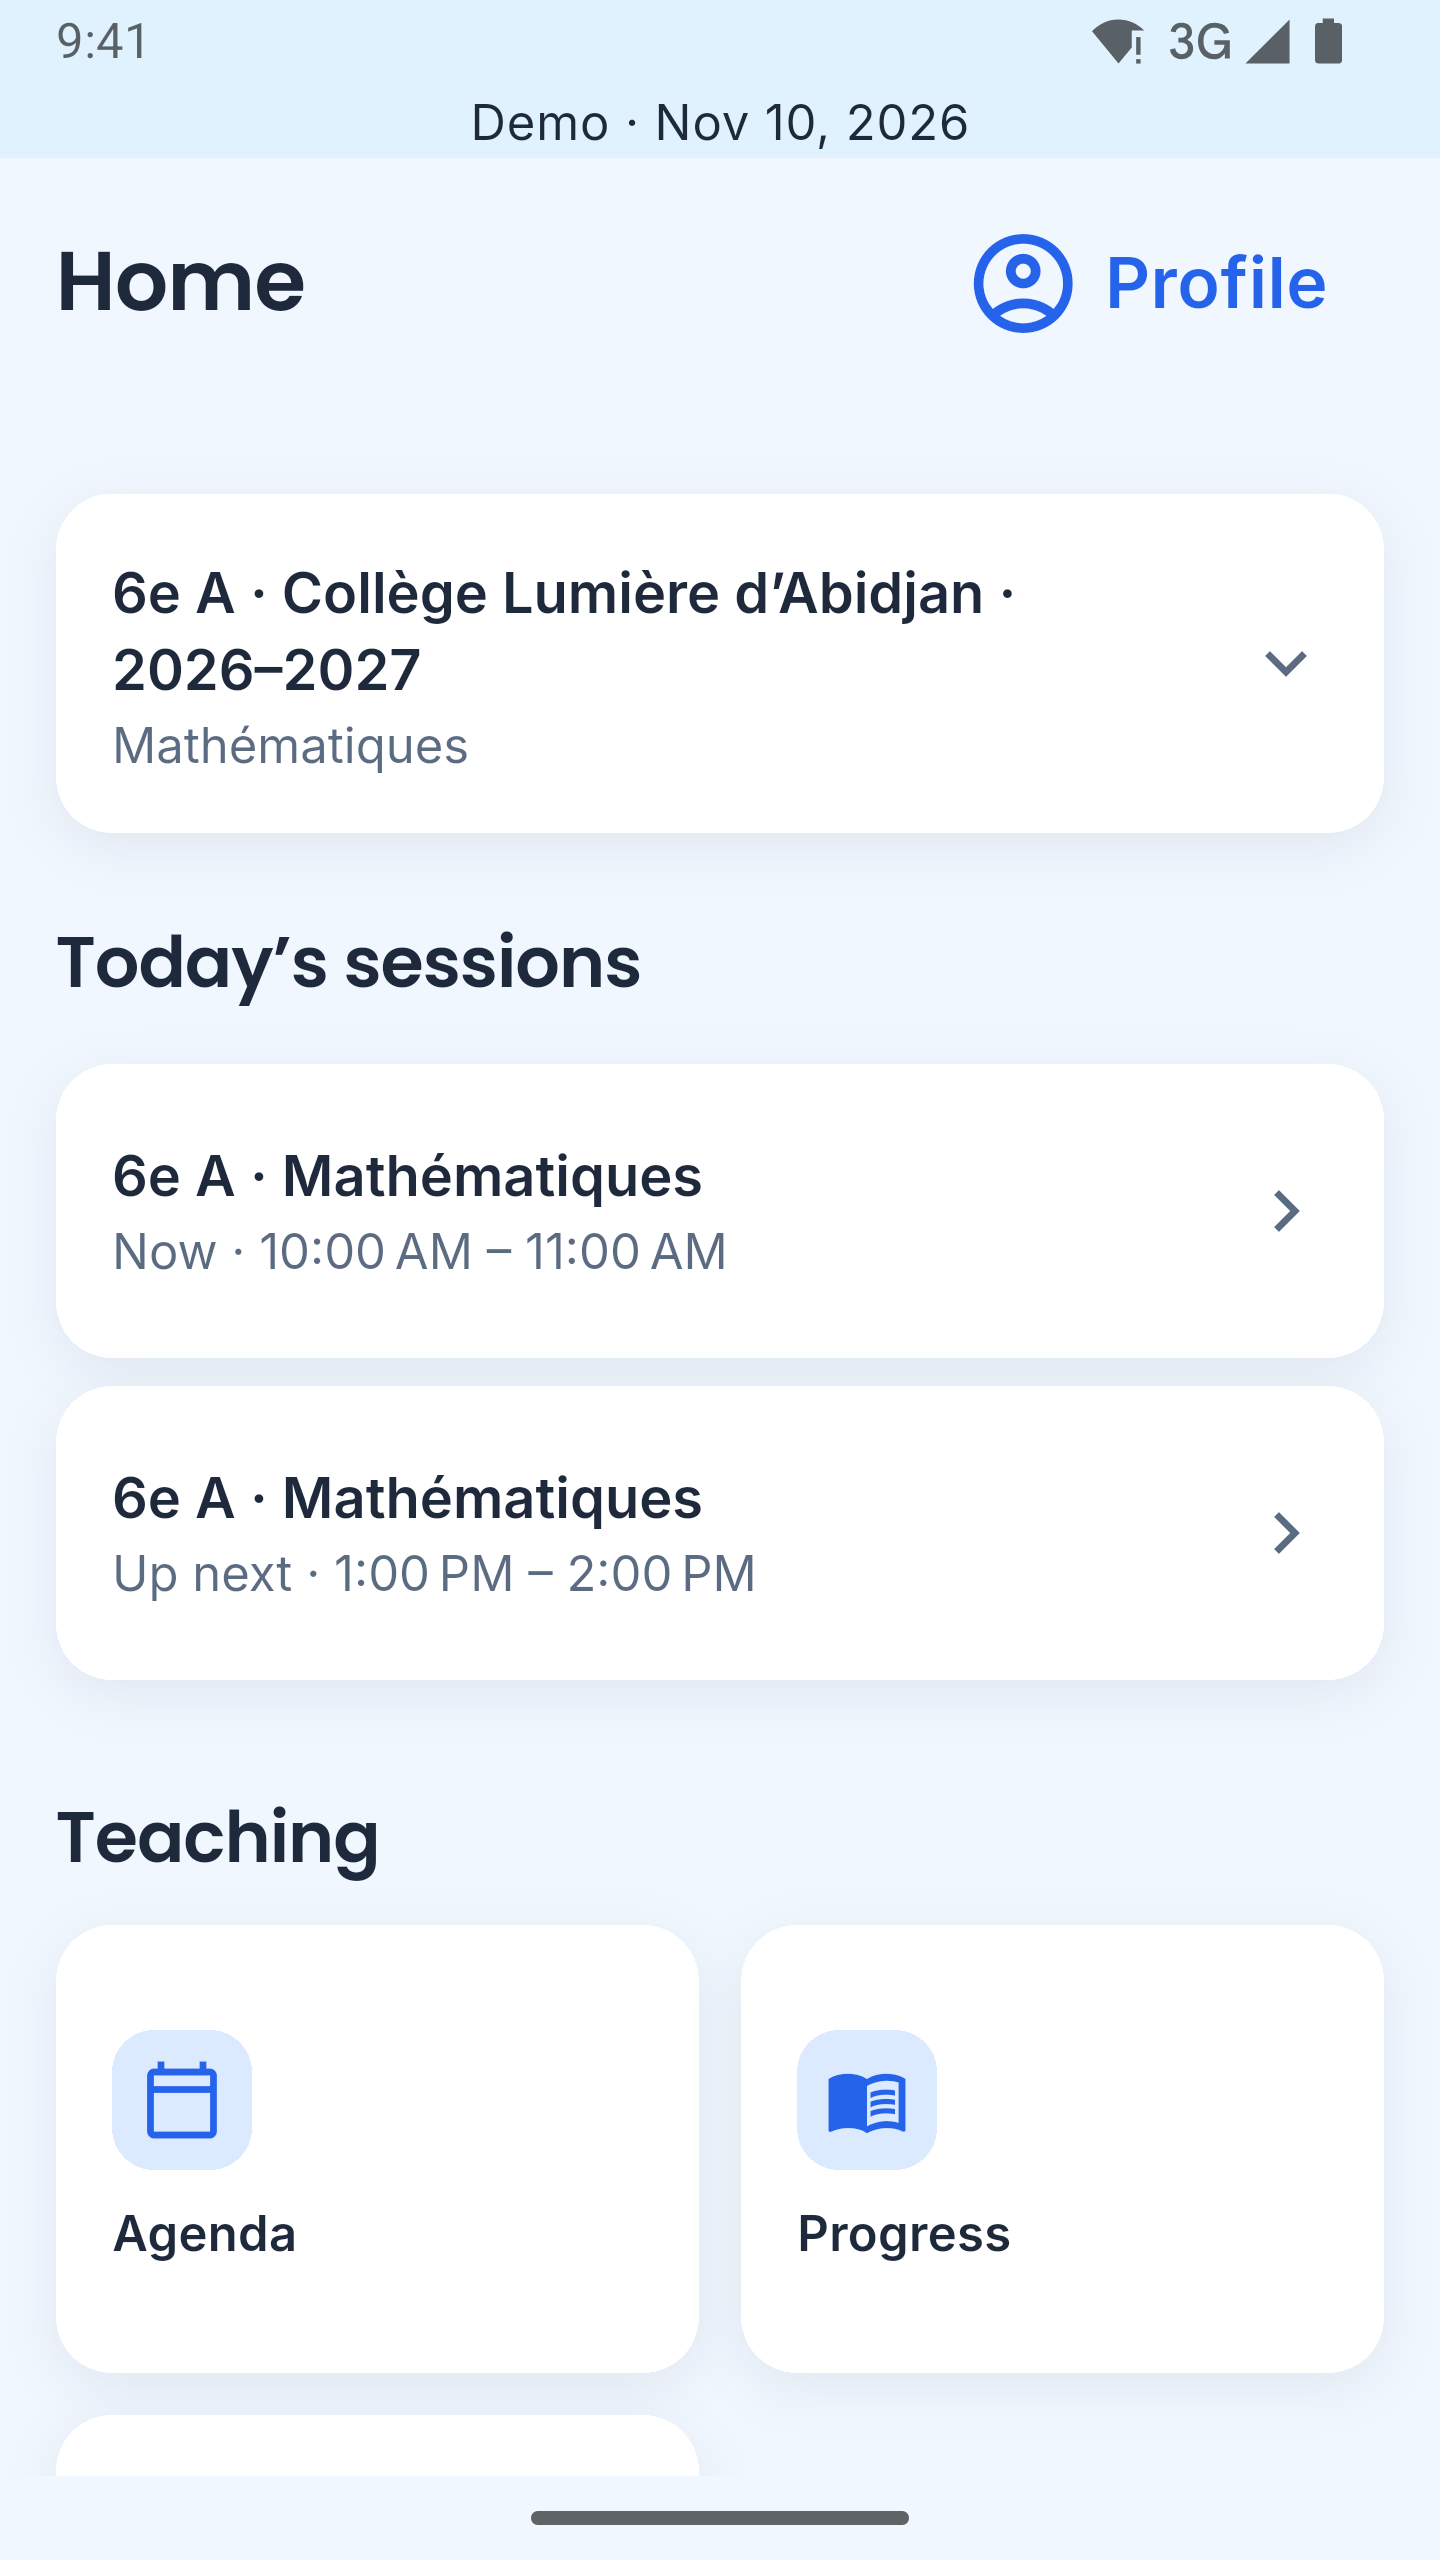 9:41
3G
Demo · Nov 10, 2026
Home
Profile
6e A · Collège Lumière d’Abidjan ·
2026–2027
Mathématiques
Today’s sessions
6e A · Mathématiques
Now · 10:00 AM – 11:00 AM
6e A · Mathématiques
Up next · 1:00 PM – 2:00 PM
Teaching
Agenda
Progress